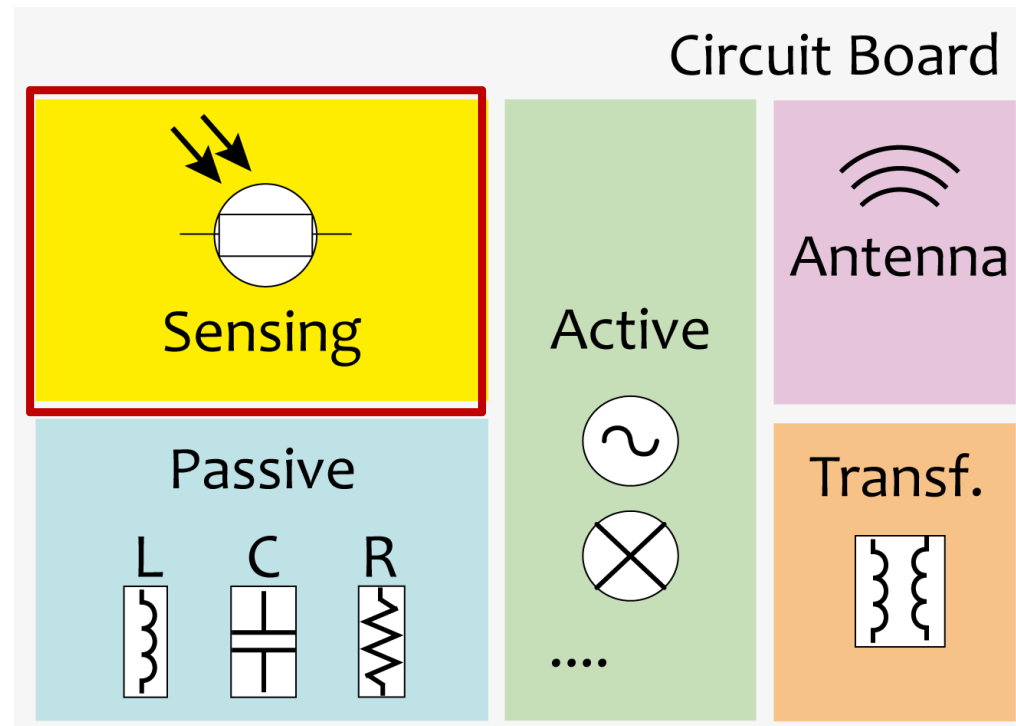 Circuit Board
Sensing
Active
Antenna
Passive
L C R
....
Transf.